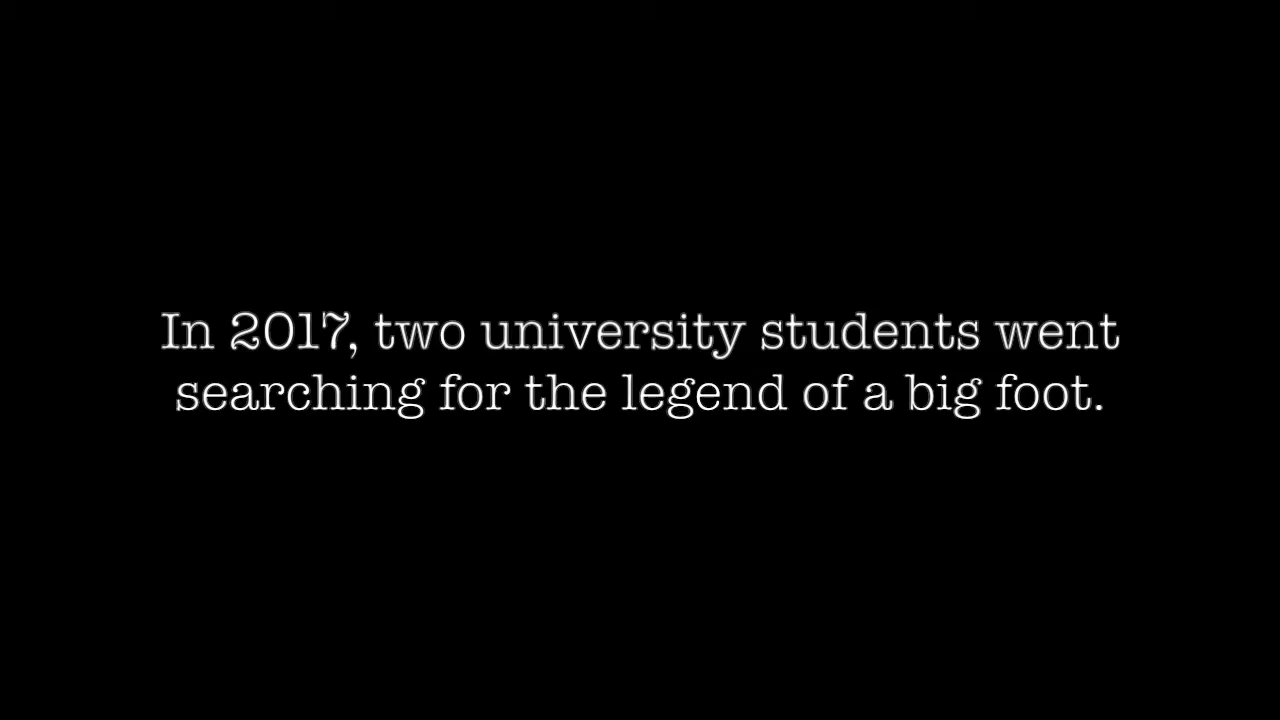 In 2017, two university students went
searching for the legend of a big foot.